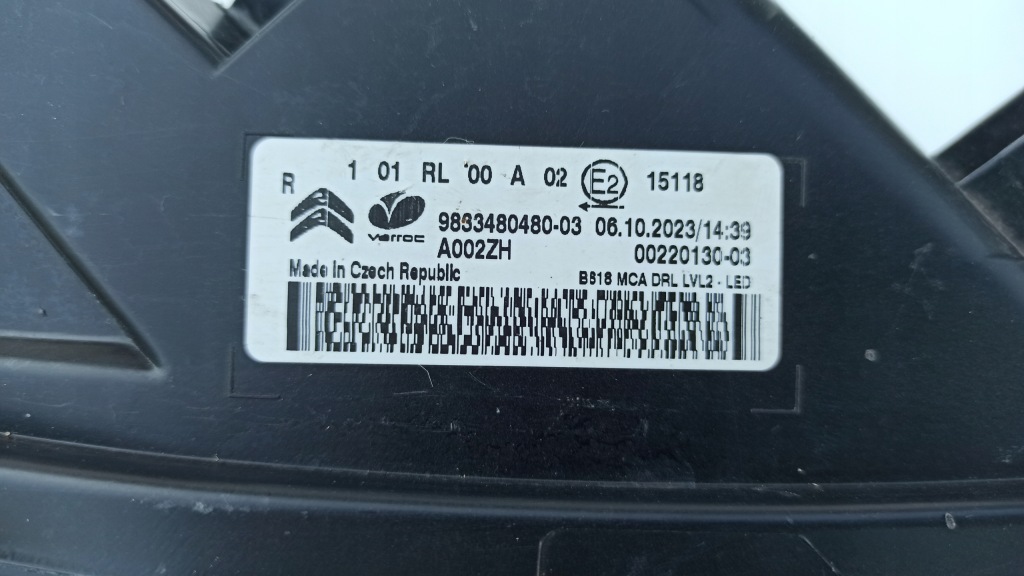 1 01 RL 00 A 02 E2 15118
R
varroc
9833480480-03 06.10.2023/14:39
A002ZH 00220130-03
Made In Czech Republic
B618 MCA DRL LVL2 - LED